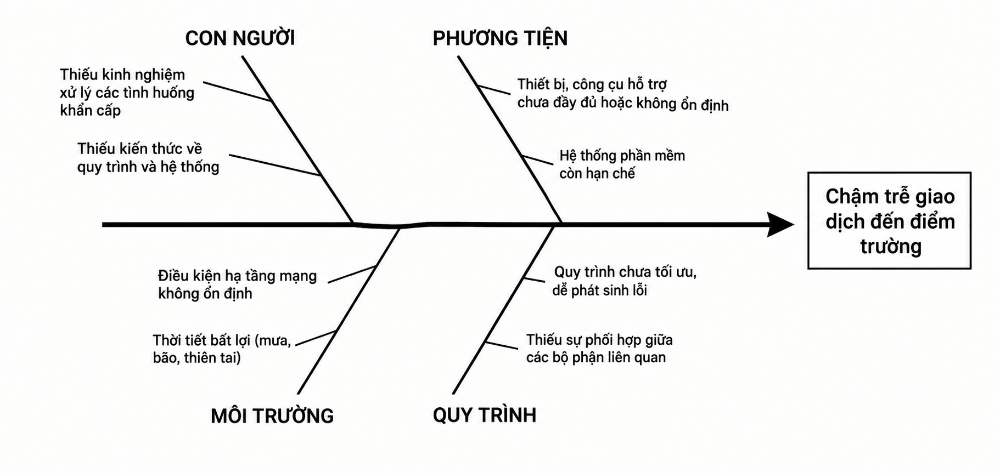 CON NGƯỜI
Thiếu kinh nghiệm
xử lý các tình huống
khẩn cấp
Thiếu kiến thức về
quy trình và hệ thống
PHƯƠNG TIỆN
Thiết bị, công çu hỗ trợ
chưa đầy đủ hoặc không ổn định
Hệ thống phần mềm
còn hạn chế
Chậm trễ giao
dịch đến điểm
trường
Điều kiện hạ tầng mạng
không ổn định
Thời tiết bất lợi (mưa,
bão, thiên tai)
MÔI TRƯỜNG
Quy trình chưa tối ưu,
dễ phát sinh lỗi
Thiếu sự phối hợp giữa
các bộ phận liên quan
QUY TRÌNH